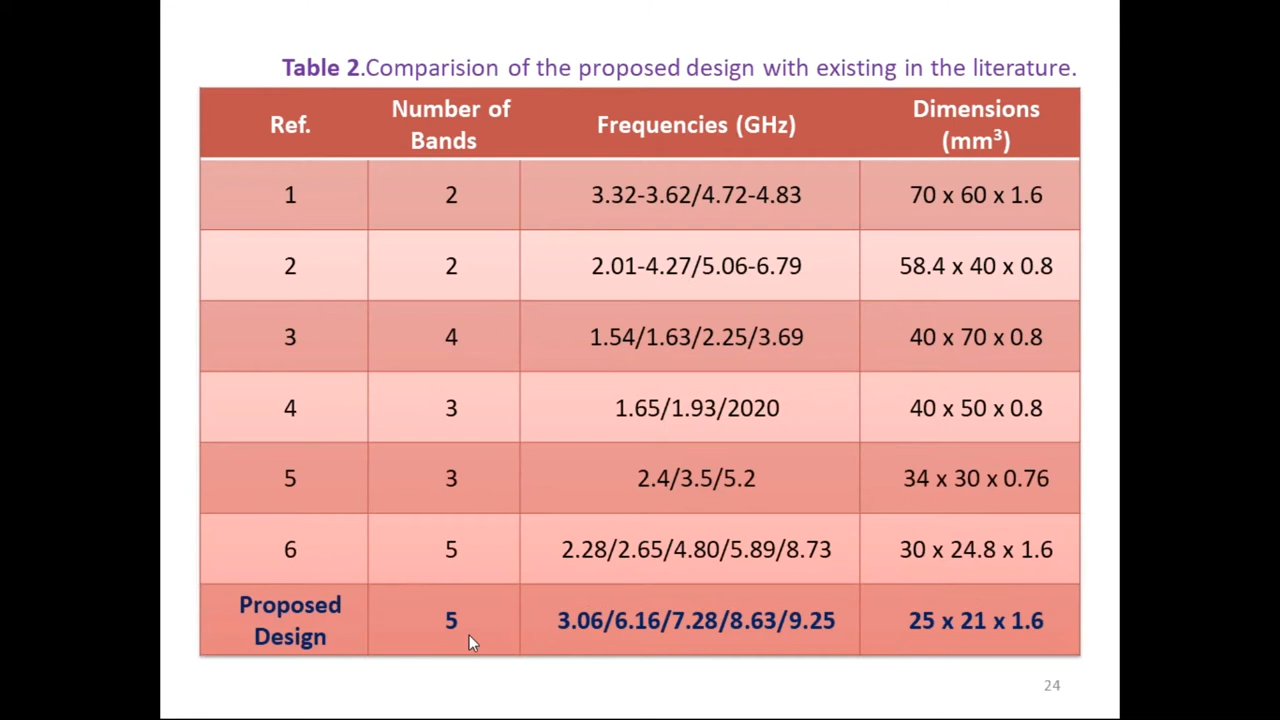 Table 2.Comparision of the proposed design with existing in the literature.
Ref. Number of Bands Frequencies (GHz) Dimensions (mm³)
1 2 3.32-3.62/4.72-4.83 70 x 60 x 1.6
2 2 2.01-4.27/5.06-6.79 58.4 x 40 x 0.8
3 4 1.54/1.63/2.25/3.69 40 x 70 x 0.8
4 3 1.65/1.93/2020 40 x 50 x 0.8
5 3 2.4/3.5/5.2 34 x 30 x 0.76
6 5 2.28/2.65/4.80/5.89/8.73 30 x 24.8 x 1.6
Proposed Design 5 3.06/6.16/7.28/8.63/9.25 25 x 21 x 1.6
24